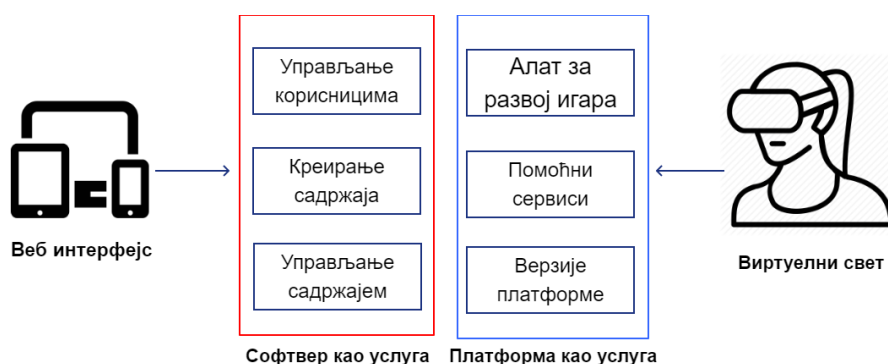 Управљање
корисницима
Креирање
садржаја
Управљање
садржајем
Алат за
развој игара
Помоћни
сервиси
Верзије
платформе
Веб интерфејс
Виртуелни свет
Софтвер као услуга
Платформа као услуга